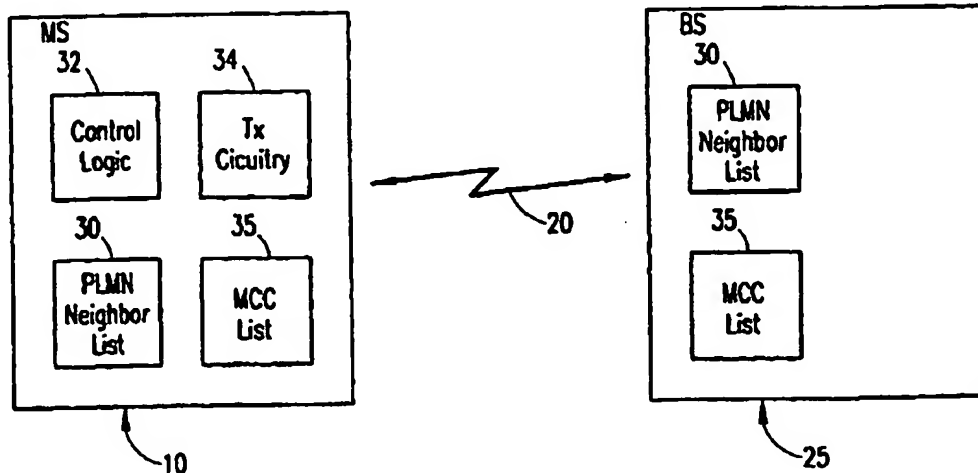 MS
32
34
Control
Logic
Tx
Cicuitry
30
35
PLMN
Neighbor
List
MCC
List
10
20
BS
30
PLMN
Neighbor
List
35
MCC
List
25